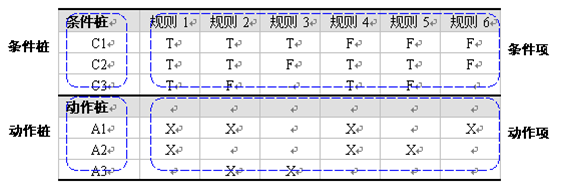 条件桩 规则 1 规则 2 规则 3 规则 4 规则 5 规则 6
条件桩 C1 T T T F F F 条件项
C2 T T F T T F
C3 T F T F
动作桩
动作桩 A1 X X X X 动作项
A2 X X X
A3 X X